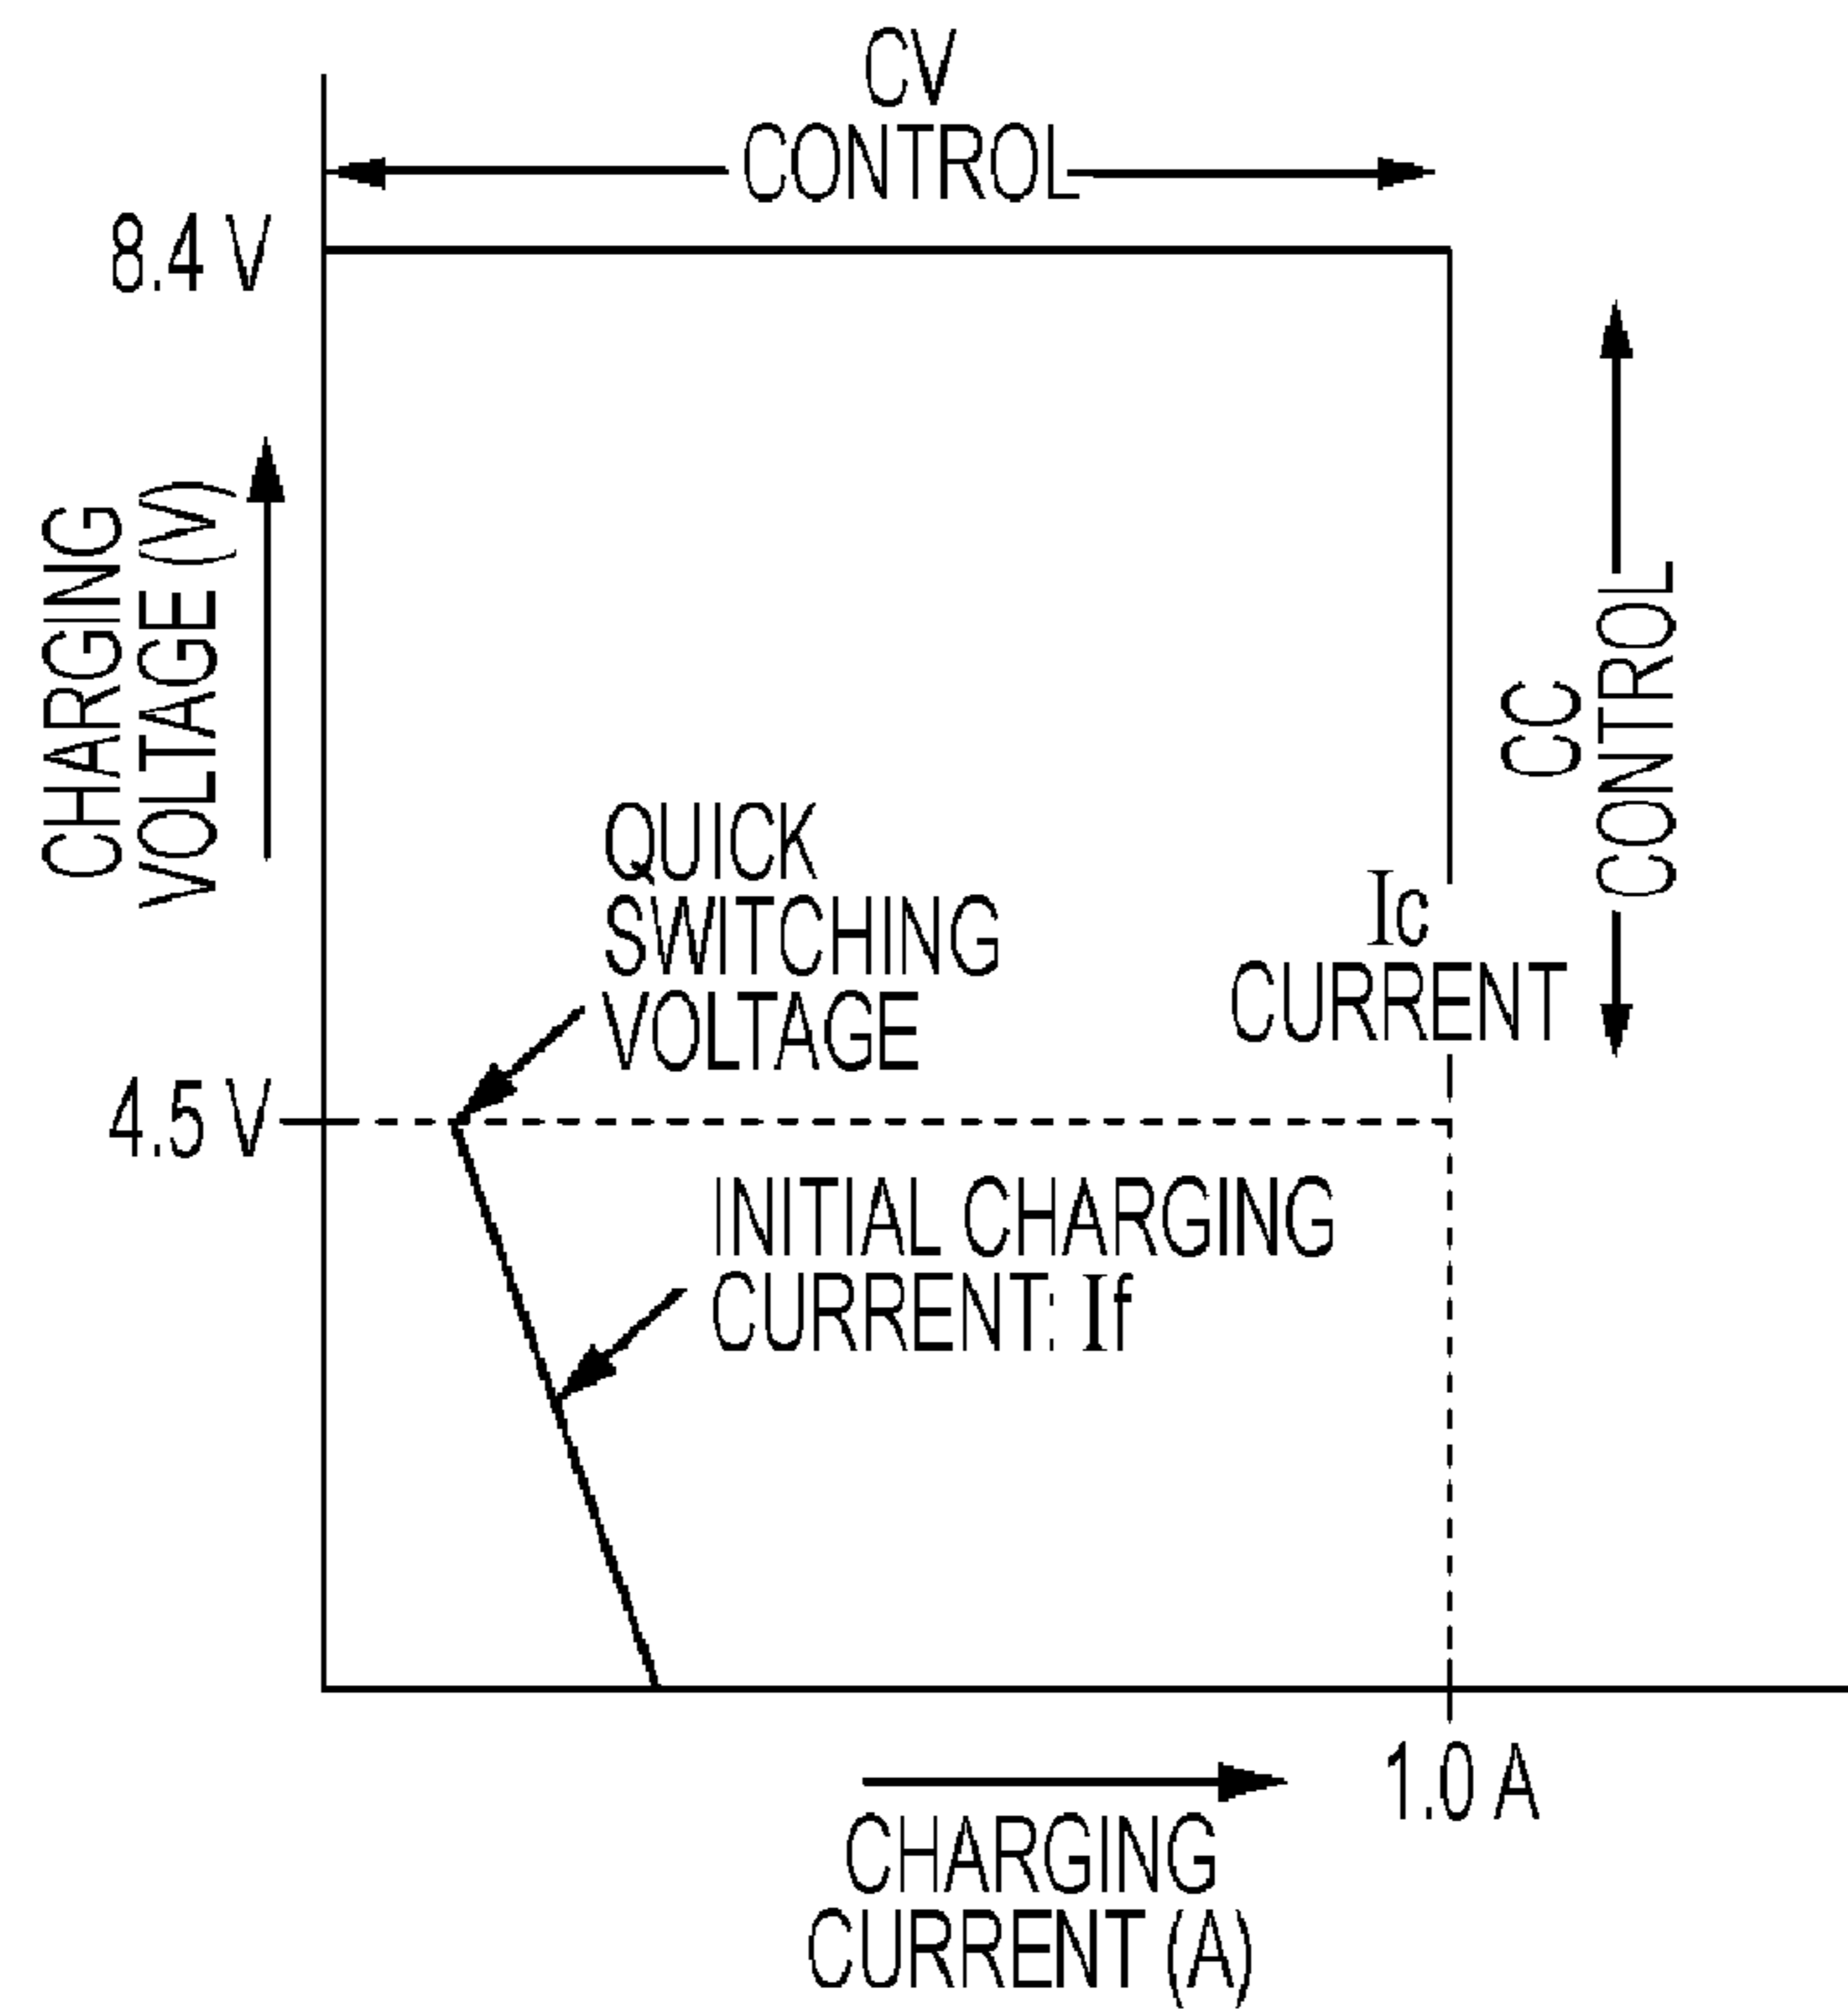 CV
CONTROL
8.4 V
CHARGING
VOLTAGE (V)
CC
CONTROL
QUICK
SWITCHING
VOLTAGE
Ic
CURRENT
4.5 V
INITIAL CHARGING
CURRENT: If
1.0 A
CHARGING
CURRENT (A)